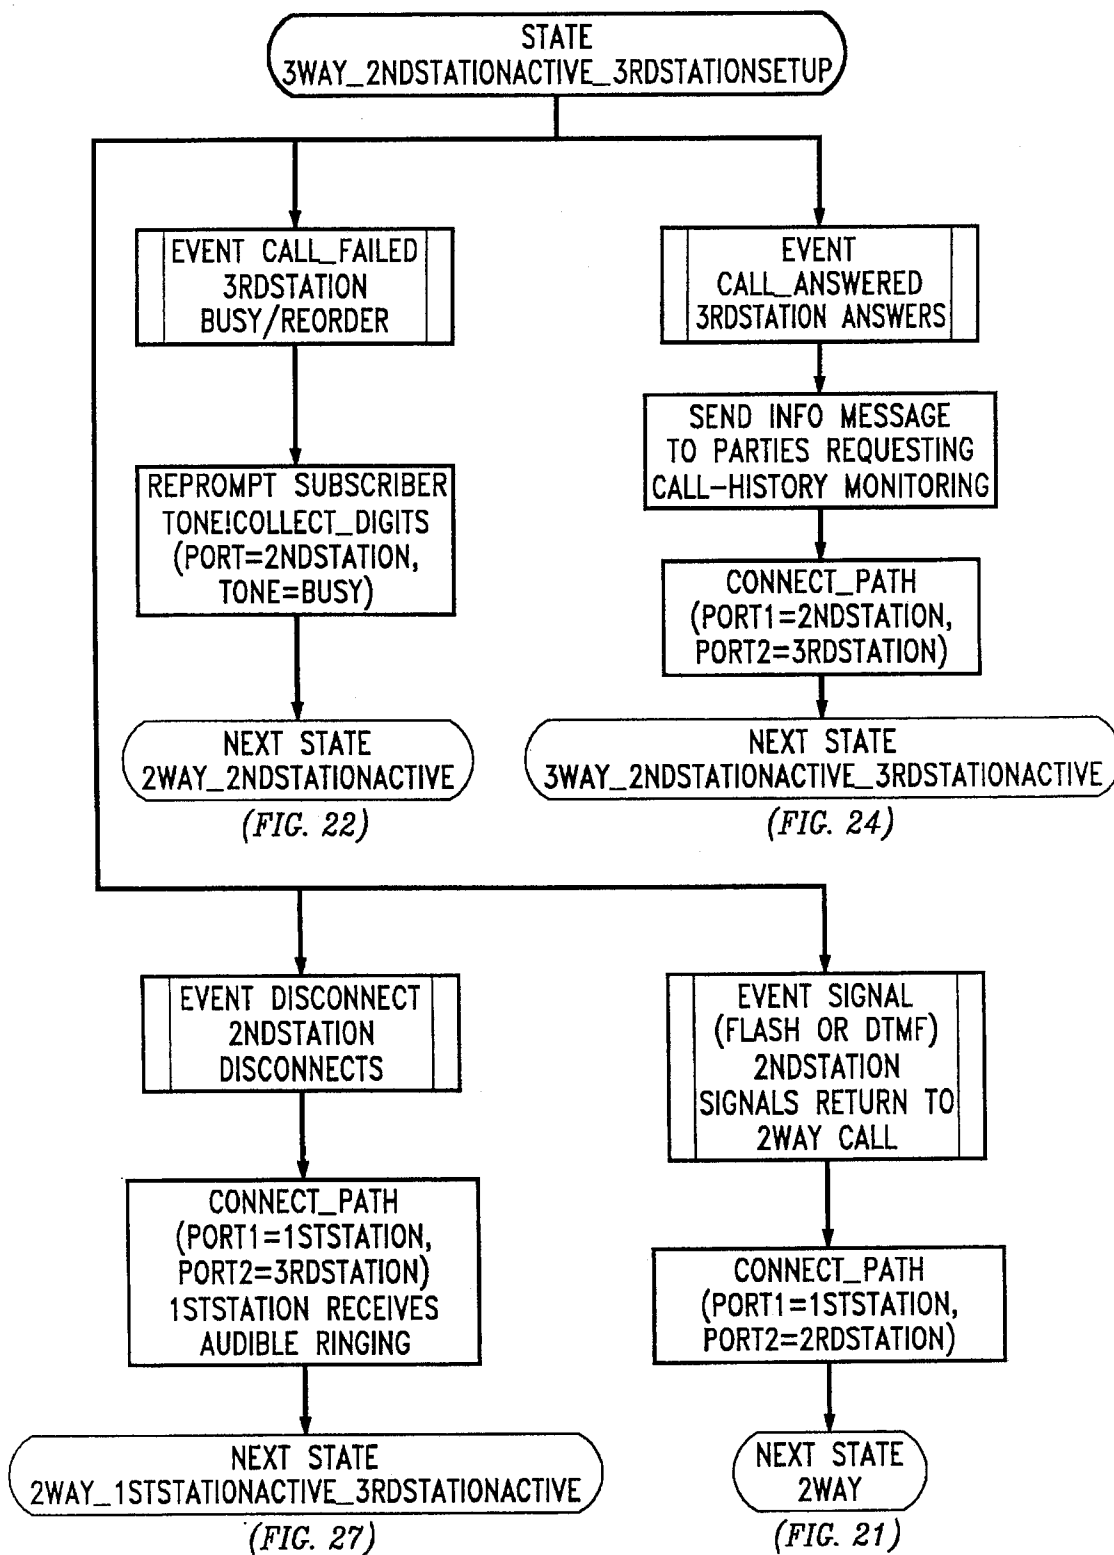 STATE
3WAY_2NDSTATIONACTIVE_3RDSTATIONSETUP
EVENT CALL_FAILED
3RDSTATION
BUSY/REORDER
REPROMPT SUBSCRIBER
TONE!COLLECT_DIGITS
(PORT=2NDSTATION,
TONE=BUSY)
NEXT STATE
2WAY_2NDSTATIONACTIVE
(FIG. 22)
EVENT
CALL_ANSWERED
3RDSTATION ANSWERS
SEND INFO MESSAGE
TO PARTIES REQUESTING
CALL-HISTORY MONITORING
CONNECT_PATH
(PORT1=2NDSTATION,
PORT2=3RDSTATION)
NEXT STATE
3WAY_2NDSTATIONACTIVE_3RDSTATIONACTIVE
(FIG. 24)
EVENT DISCONNECT
2NDSTATION
DISCONNECTS
CONNECT_PATH
(PORT1=1STSTATION,
PORT2=3RDSTATION)
1STSTATION RECEIVES
AUDIBLE RINGING
NEXT STATE
2WAY_1STSTATIONACTIVE_3RDSTATIONACTIVE
(FIG. 27)
EVENT SIGNAL
(FLASH OR DTMF)
2NDSTATION
SIGNALS RETURN TO
2WAY CALL
CONNECT_PATH
(PORT1=1STSTATION,
PORT2=2RDSTATION)
NEXT STATE
2WAY
(FIG. 21)